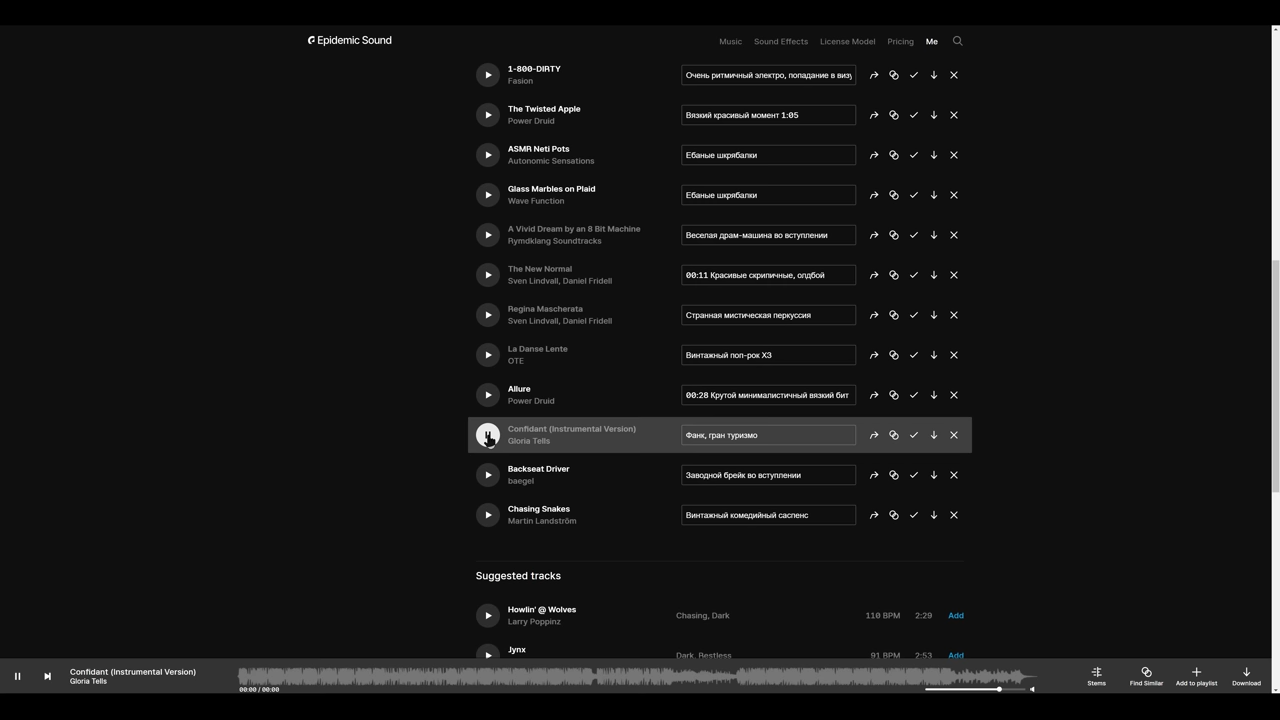 Epidemic Sound
Music Sound Effects License Model Pricing Me
1-800-DIRTY
Fasion
Очень ритмичный электро, попадание в виз
The Twisted Apple
Power Druid
Вязкий красивый момент 1:05
ASMR Neti Pots
Autonomic Sensations
Ебаные шкрябалки
Glass Marbles on Plaid
Wave Function
Ебаные шкрябалки
A Vivid Dream by an 8 Bit Machine
Rymdklang Soundtracks
Веселая драм-машина во вступлении
The New Normal
Sven Lindvall, Daniel Fridell
00:11 Красивые скрипичные, олдбой
Regina Mascherata
Sven Lindvall, Daniel Fridell
Странная мистическая перкуссия
La Danse Lente
OTE
Винтажный поп-рок ХЗ
Allure
Power Druid
00:28 Крутой минималистичный вязкий бит
Confidant (Instrumental Version)
Gloria Tells
Фанк, гран туризмо
Backseat Driver
baegel
Заводной брейк во вступлении
Chasing Snakes
Martin Landström
Винтажный комедийный саспенс
Suggested tracks
Howlin' @ Wolves
Larry Poppinz
Chasing, Dark 110 BPM 2:29 Add
Jynx
Dark, Restless 91 BPM 2:53 Add
Confidant (Instrumental Version)
Gloria Tells
00:00 / 00:00
Stems Find Similar Add to playlist Download